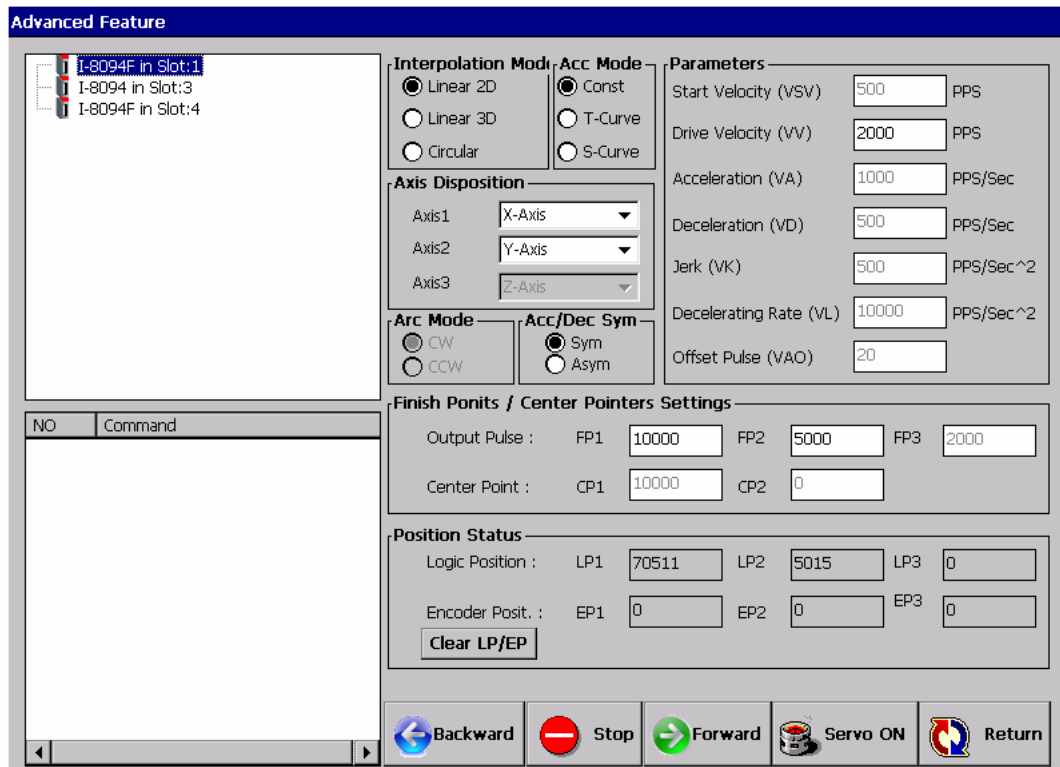 Advanced Feature
I-8094F in Slot:1
I-8094 in Slot:3
I-8094F in Slot:4
NO Command
Interpolation Mod
Linear 2D
Linear 3D
Circular
Acc Mode
Const
T-Curve
S-Curve
Axis Disposition
Axis1 X-Axis
Axis2 Y-Axis
Axis3 Z-Axis
Arc Mode
CW
CCW
Acc/Dec Sym
Sym
Asym
Parameters
Start Velocity (VSV) 500 PPS
Drive Velocity (VV) 2000 PPS
Acceleration (VA) 1000 PPS/Sec
Deceleration (VD) 500 PPS/Sec
Jerk (VK) 500 PPS/Sec^2
Decelerating Rate (VL) 10000 PPS/Sec^2
Offset Pulse (VAO) 20
Finish Ponits / Center Pointers Settings
Output Pulse : FP1 10000 FP2 5000 FP3 2000
Center Point : CP1 10000 CP2 0
Position Status
Logic Position : LP1 70511 LP2 5015 LP3 0
Encoder Posit. : EP1 0 EP2 0 EP3 0
Clear LP/EP
Backward Stop Forward Servo ON Return